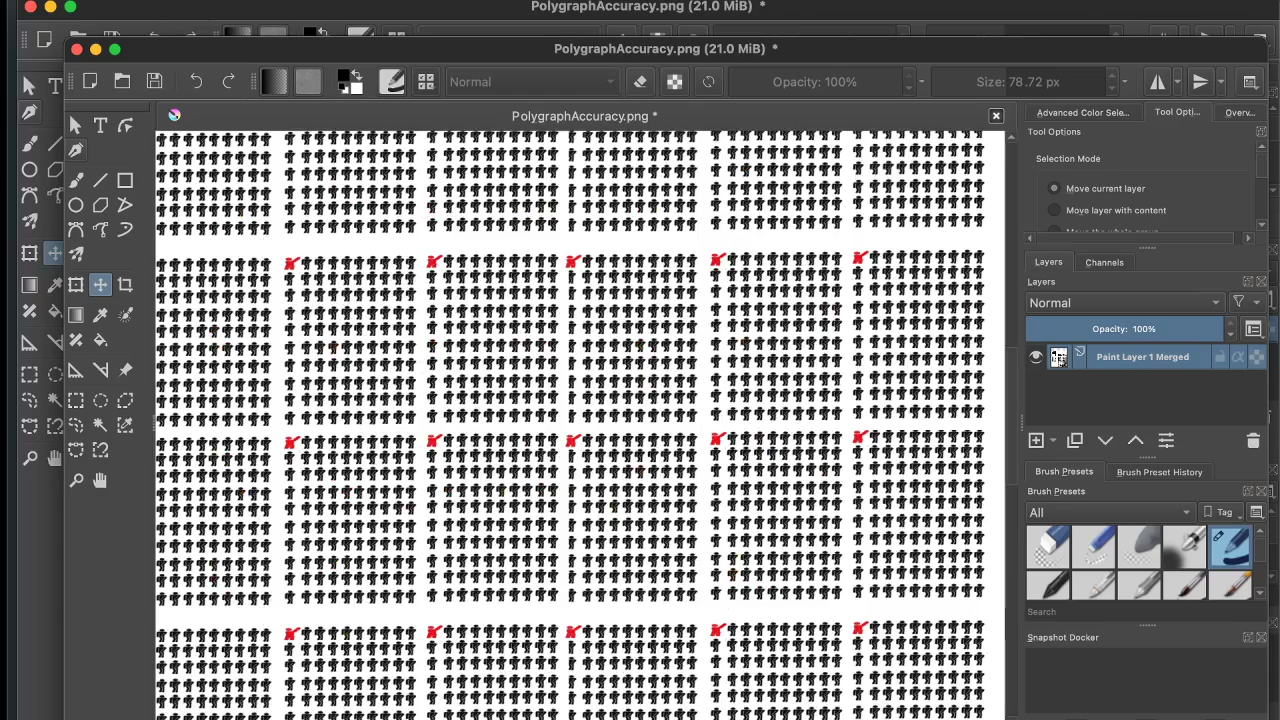 PolygraphAccuracy.png (21.0 MiB) *
PolygraphAccuracy.png (21.0 MiB) *
Normal
Opacity: 100%
Size: 78.72 px
PolygraphAccuracy.png *
Advanced Color Sele...
Tool Opti...
Overv...
Tool Options
Selection Mode
Move current layer
Move layer with content
Layers
Channels
Layers
Normal
Opacity: 100%
Paint Layer 1 Merged
Brush Presets
Brush Preset History
Brush Presets
All
Tag
Search
Snapshot Docker